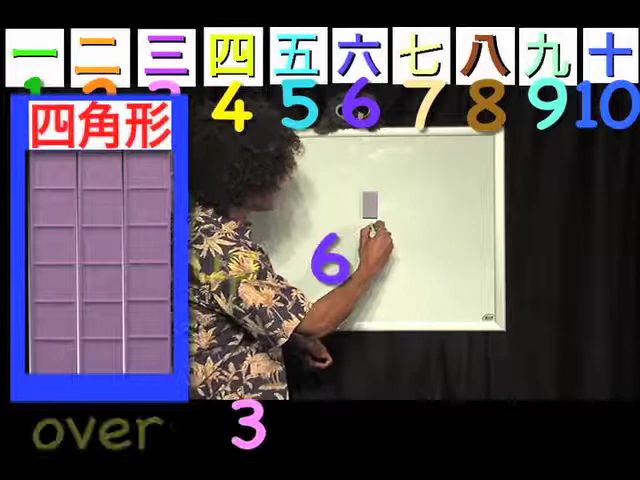 一 二 三 四 五 六 七 八 九 十
1 2 3 4 5 6 7 8 9 10
四角形
6
over 3